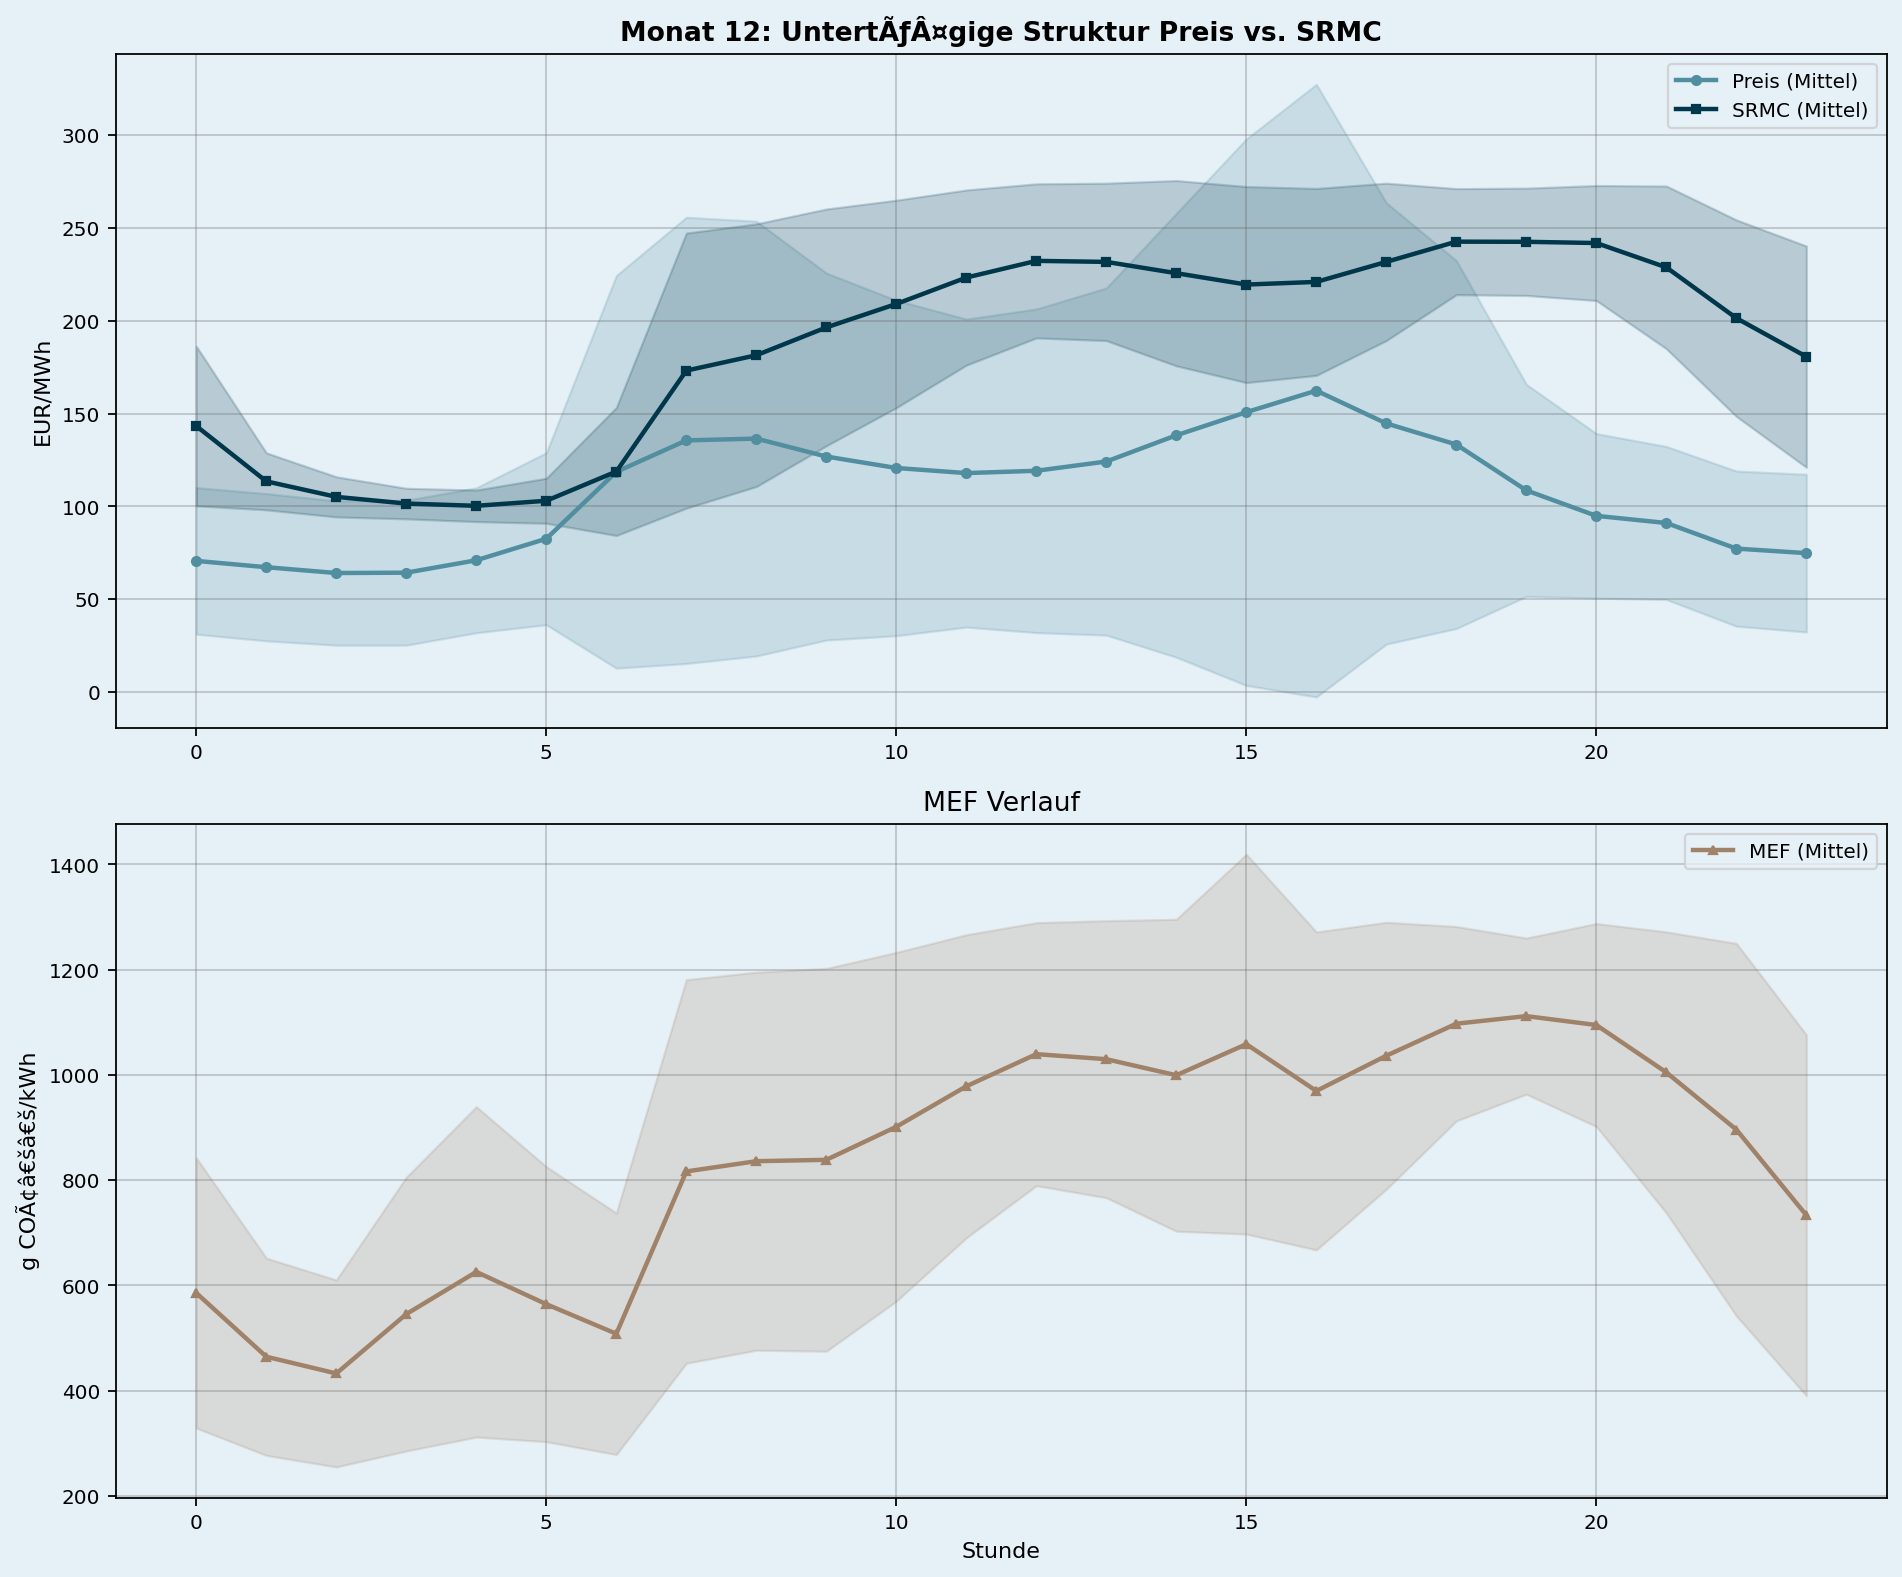 Monat 12: UntertÃƒÂ¤gige Struktur Preis vs. SRMC
Preis (Mittel)
SRMC (Mittel)
EUR/MWh
300
250
200
150
100
50
0
0 5 10 15 20
MEF Verlauf
MEF (Mittel)
g COÃ¢â€šâ€š/kWh
1400
1200
1000
800
600
400
200
0 5 10 15 20
Stunde